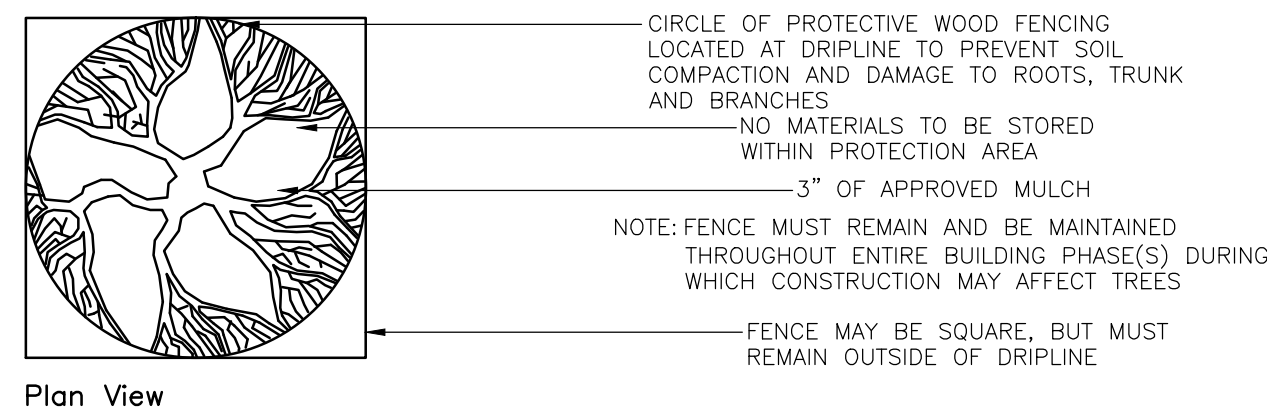 CIRCLE OF PROTECTIVE WOOD FENCING
LOCATED AT DRIPLINE TO PREVENT SOIL
COMPACTION AND DAMAGE TO ROOTS, TRUNK
AND BRANCHES
NO MATERIALS TO BE STORED
WITHIN PROTECTION AREA
3" OF APPROVED MULCH
NOTE: FENCE MUST REMAIN AND BE MAINTAINED
THROUGHOUT ENTIRE BUILDING PHASE(S) DURING
WHICH CONSTRUCTION MAY AFFECT TREES
FENCE MAY BE SQUARE, BUT MUST
REMAIN OUTSIDE OF DRIPLINE
Plan View